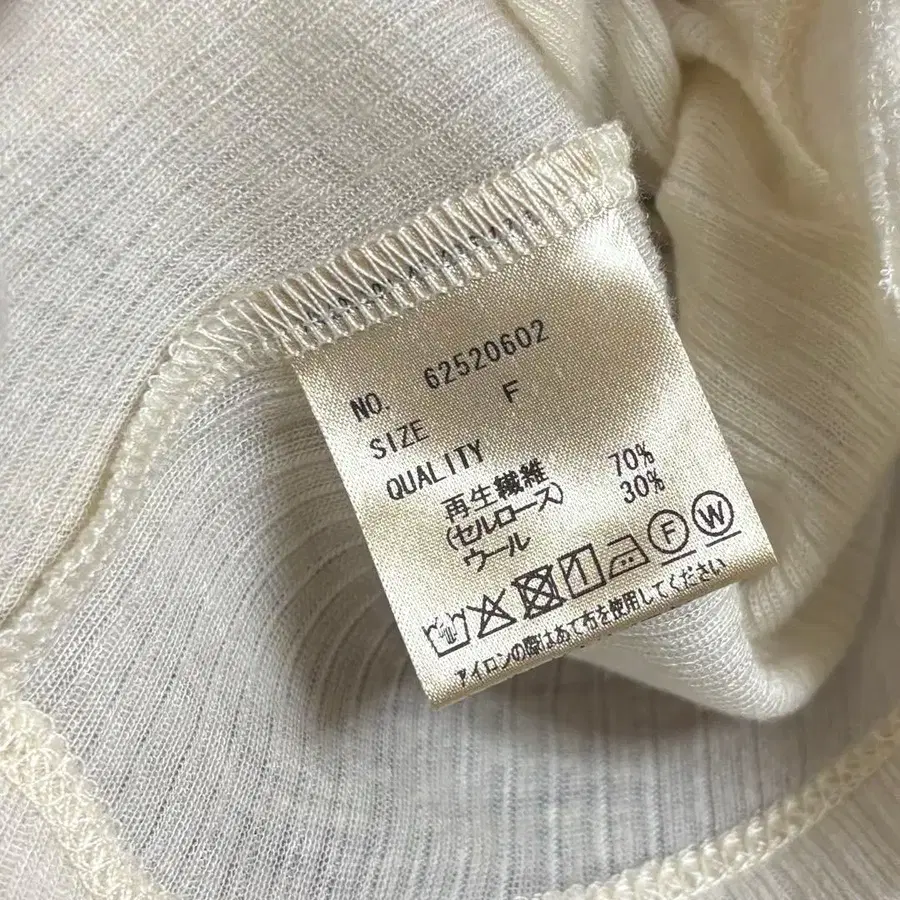 NO. 62520602
SIZE F
QUALITY
再生繊維 70%
(セルロース)
ウール 30%
F W
アイロンの際はあて布を使用してください